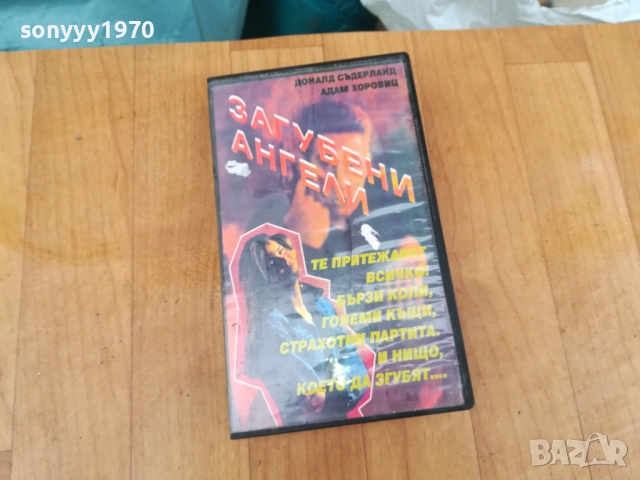 sonyyy1970
ДОНАЛД СЪДЕРЛАНД
АДАМ ХОРОВИЦ
ЗАГУБЕНИ
АНГЕЛИ
ТЕ ПРИТЕЖАВАТ
ВСИЧКО!
БЪРЗИ КОЛИ,
ГОЛЕМИ КЪЩИ,
СТРАХОТНИ ПАРТИТА.
И НИЩО,
КОЕТО ДА ЗГУБЯТ....
BAZAR